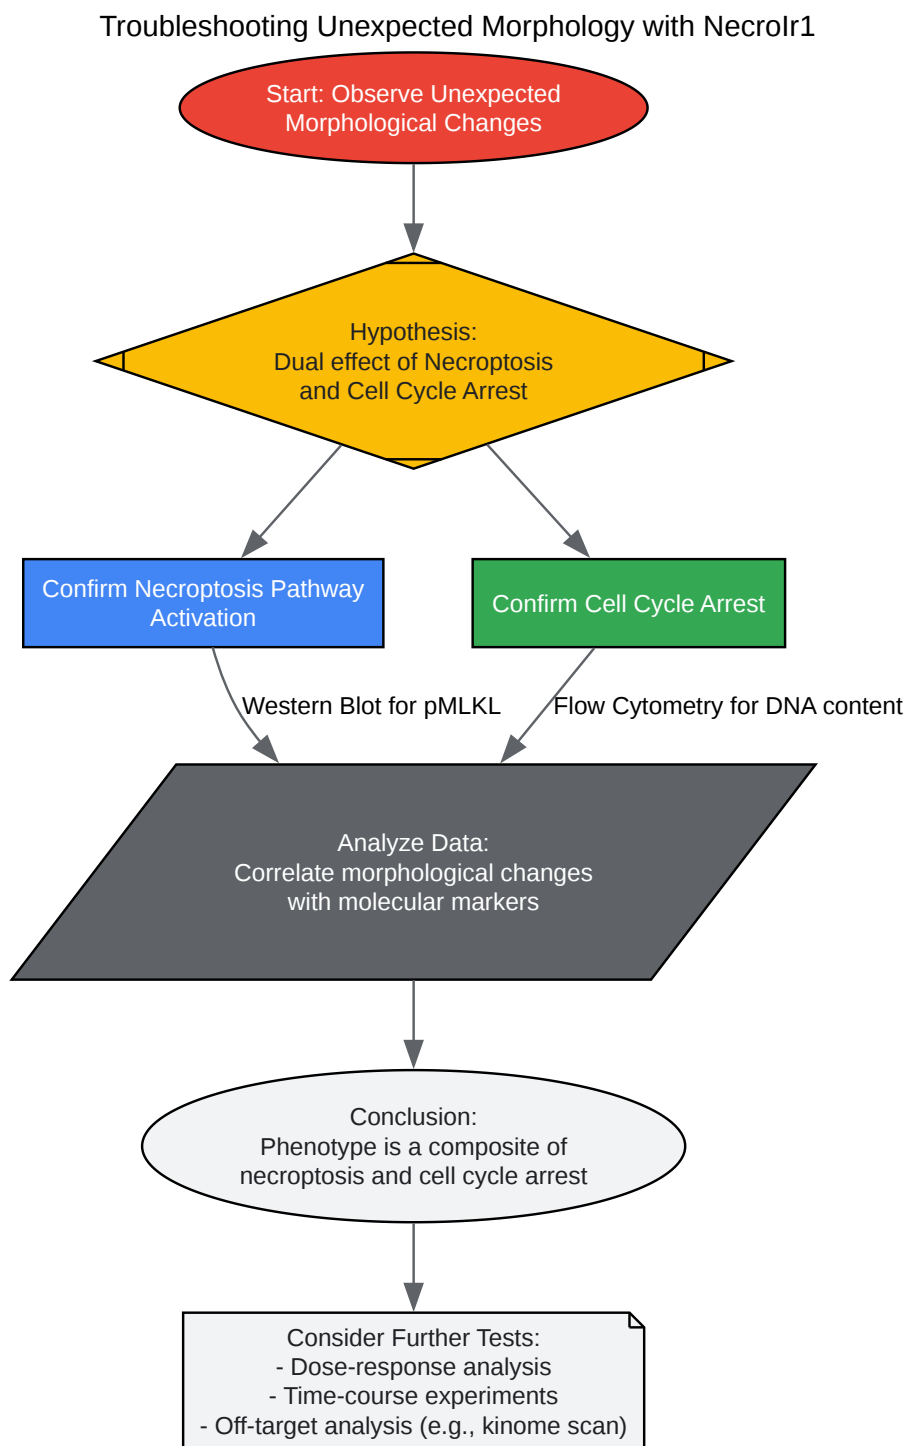 Troubleshooting Unexpected Morphology with NecroIr1
Start: Observe Unexpected
Morphological Changes
Hypothesis:
Dual effect of Necroptosis
and Cell Cycle Arrest
Confirm Necroptosis Pathway
Activation
Confirm Cell Cycle Arrest
Western Blot for pMLKL
Flow Cytometry for DNA content
Analyze Data:
Correlate morphological changes
with molecular markers
Conclusion:
Phenotype is a composite of
necroptosis and cell cycle arrest
Consider Further Tests:
- Dose-response analysis
- Time-course experiments
- Off-target analysis (e.g., kinome scan)